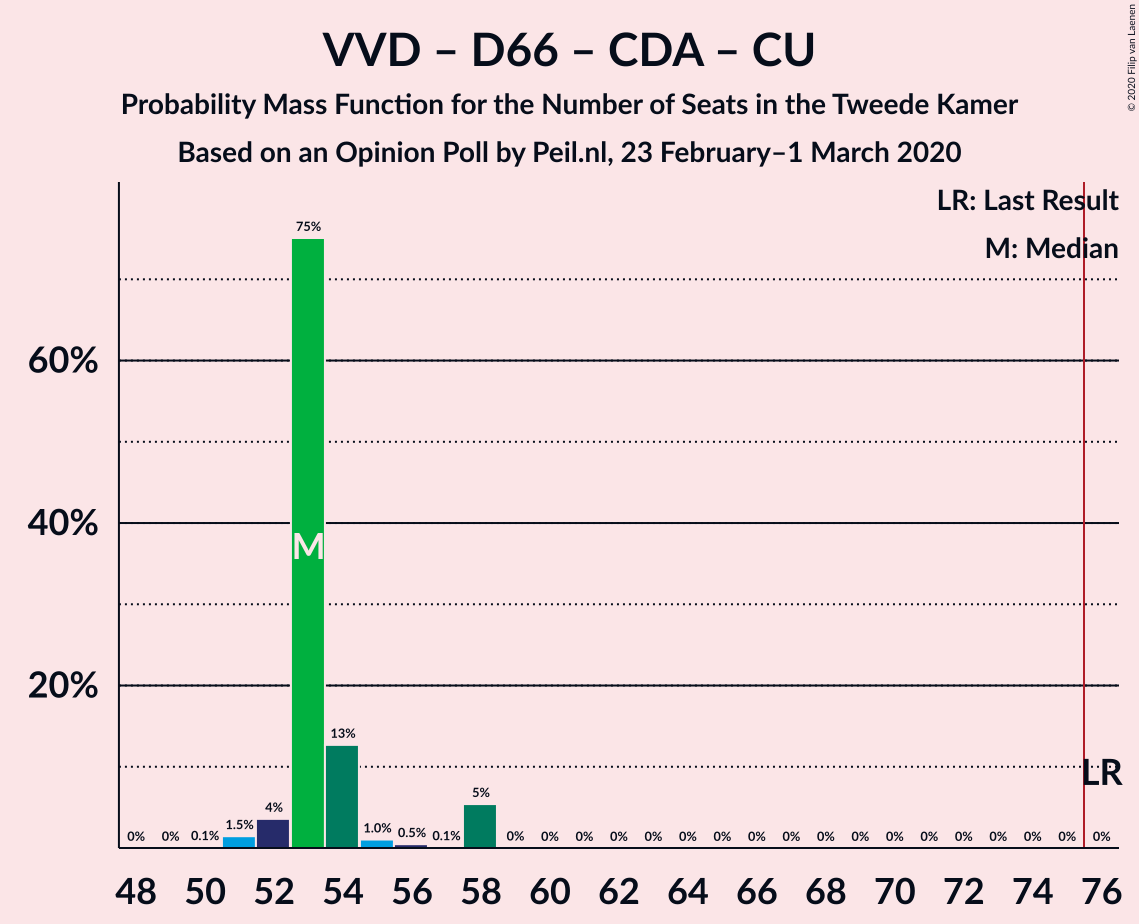 VVD – D66 – CDA – CU
Probability Mass Function for the Number of Seats in the Tweede Kamer
Based on an Opinion Poll by Peil.nl, 23 February–1 March 2020
© 2020 Filip van Laenen
LR: Last Result
M: Median
60%
40%
20%
0% 0% 0.1% 1.5% 4% 75% 13% 1.0% 0.5% 0.1% 5% 0% 0% 0% 0% 0% 0% 0% 0% 0% 0% 0% 0% 0% 0% 0% 0% 0% 0%
M
LR
48 50 52 54 56 58 60 62 64 66 68 70 72 74 76